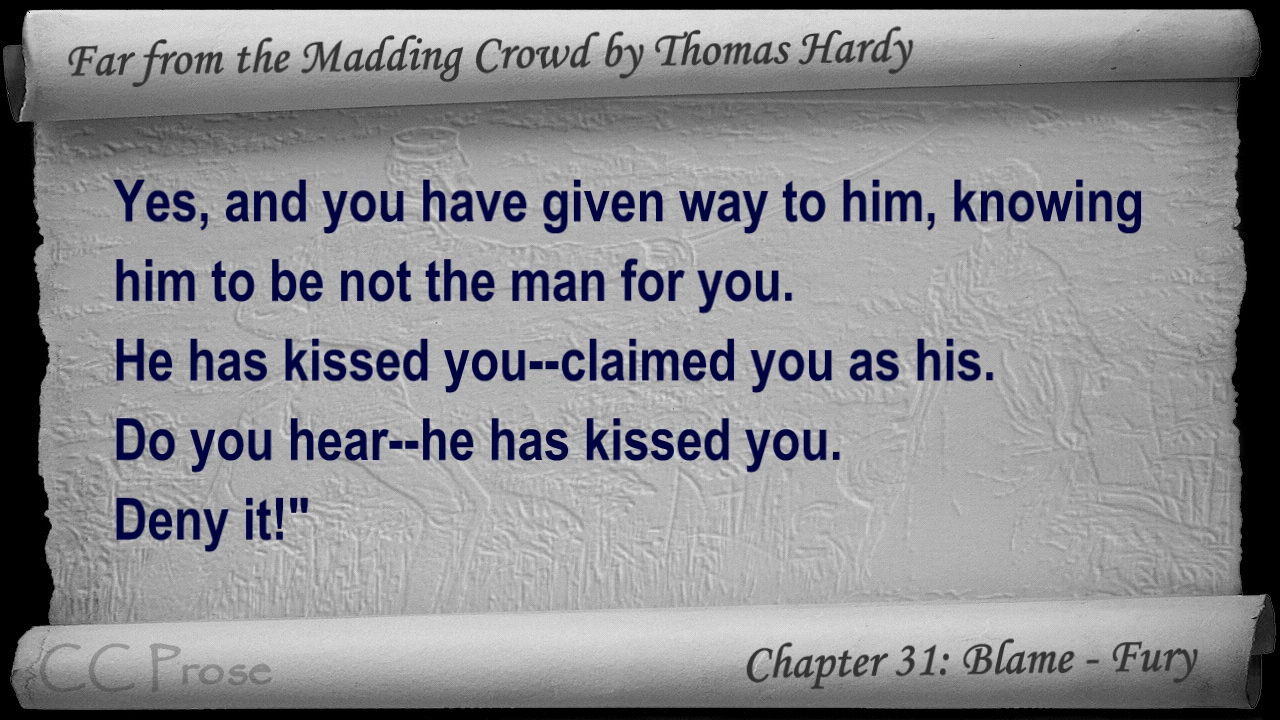 Far from the Madding Crowd by Thomas Hardy
Yes, and you have given way to him, knowing
him to be not the man for you.
He has kissed you--claimed you as his.
Do you hear--he has kissed you.
Deny it!"
CC Prose
Chapter 31: Blame - Fury